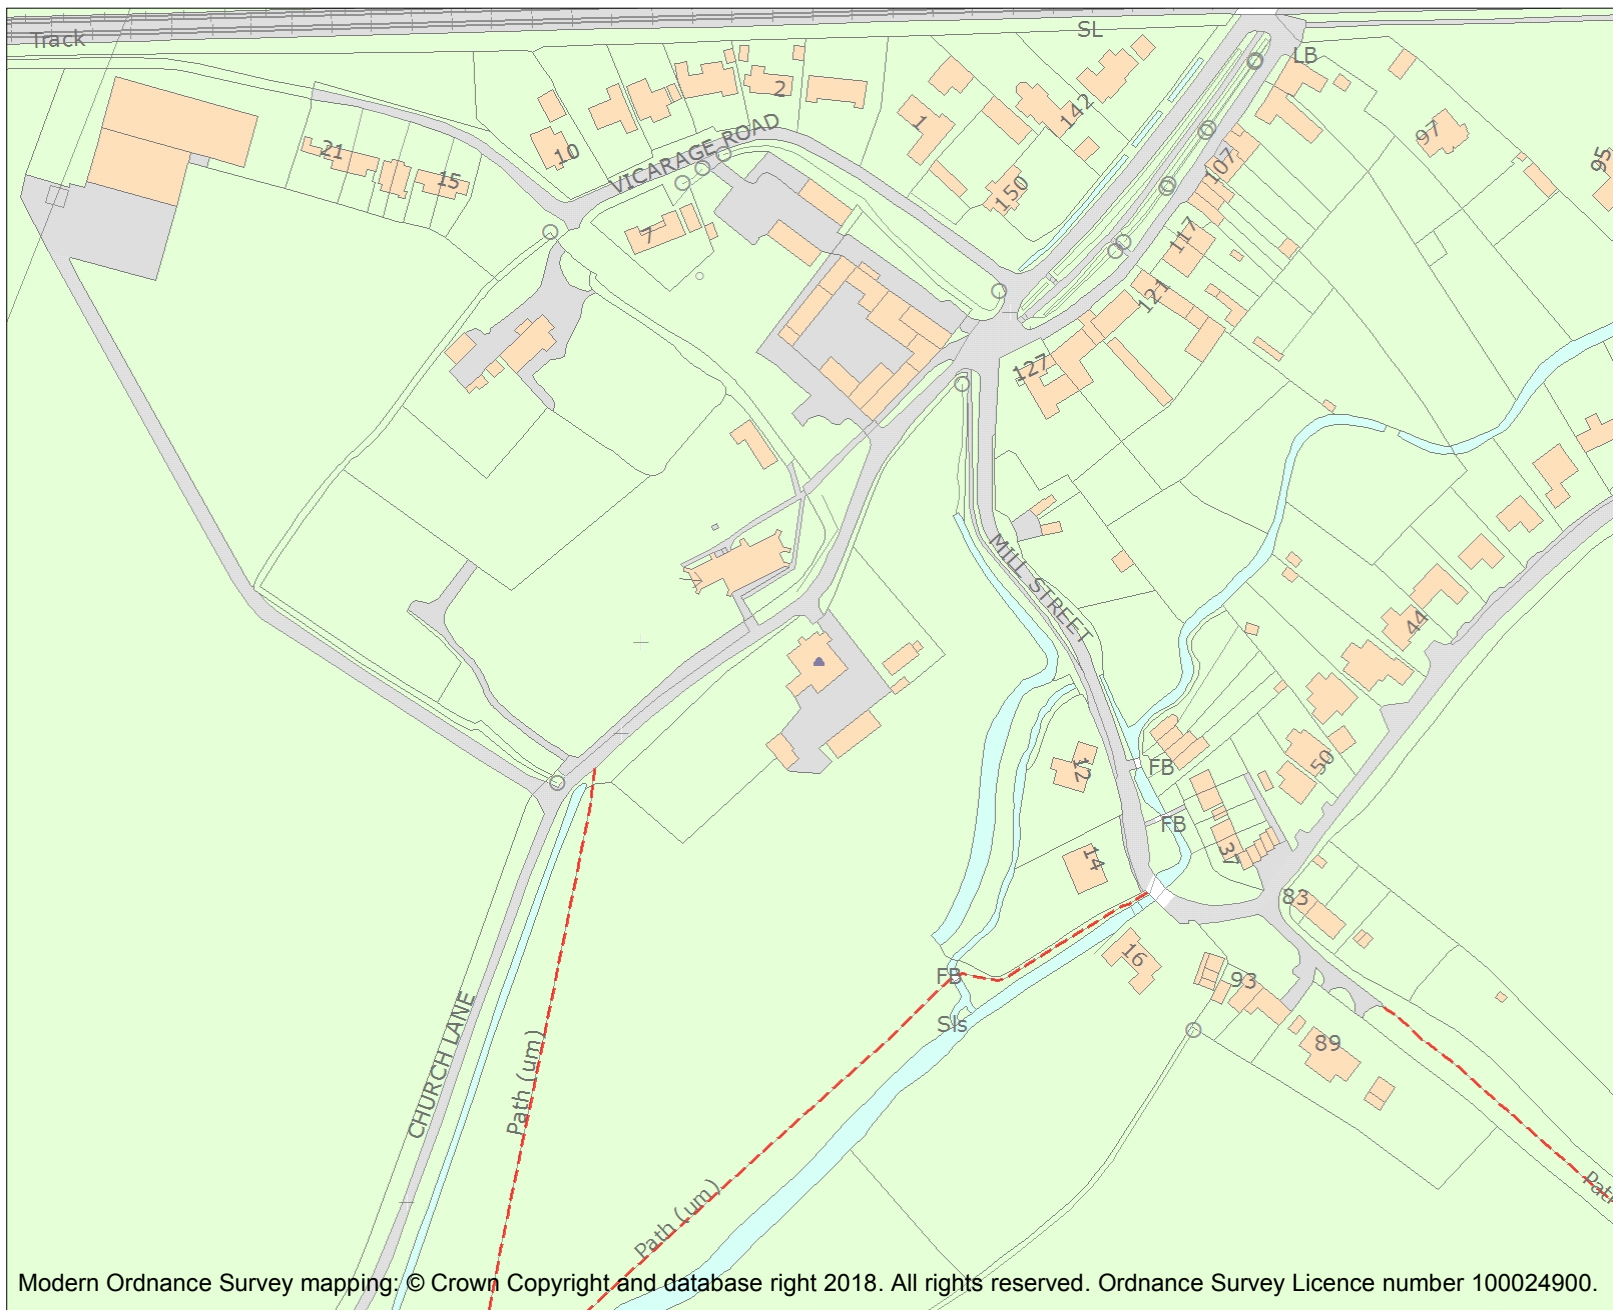 Track
SL
LB
2
1
142
97
95
21
15
10
VICARAGE ROAD
150
107
117
7
121
127
MILL STREET
44
12
FB
50
FB
37
14
83
16
FB
93
Sls
89
CHURCH LANE
Path (um)
Path (um)
Modern Ordnance Survey mapping: © Crown Copyright and database right 2018. All rights reserved. Ordnance Survey Licence number 100024900.